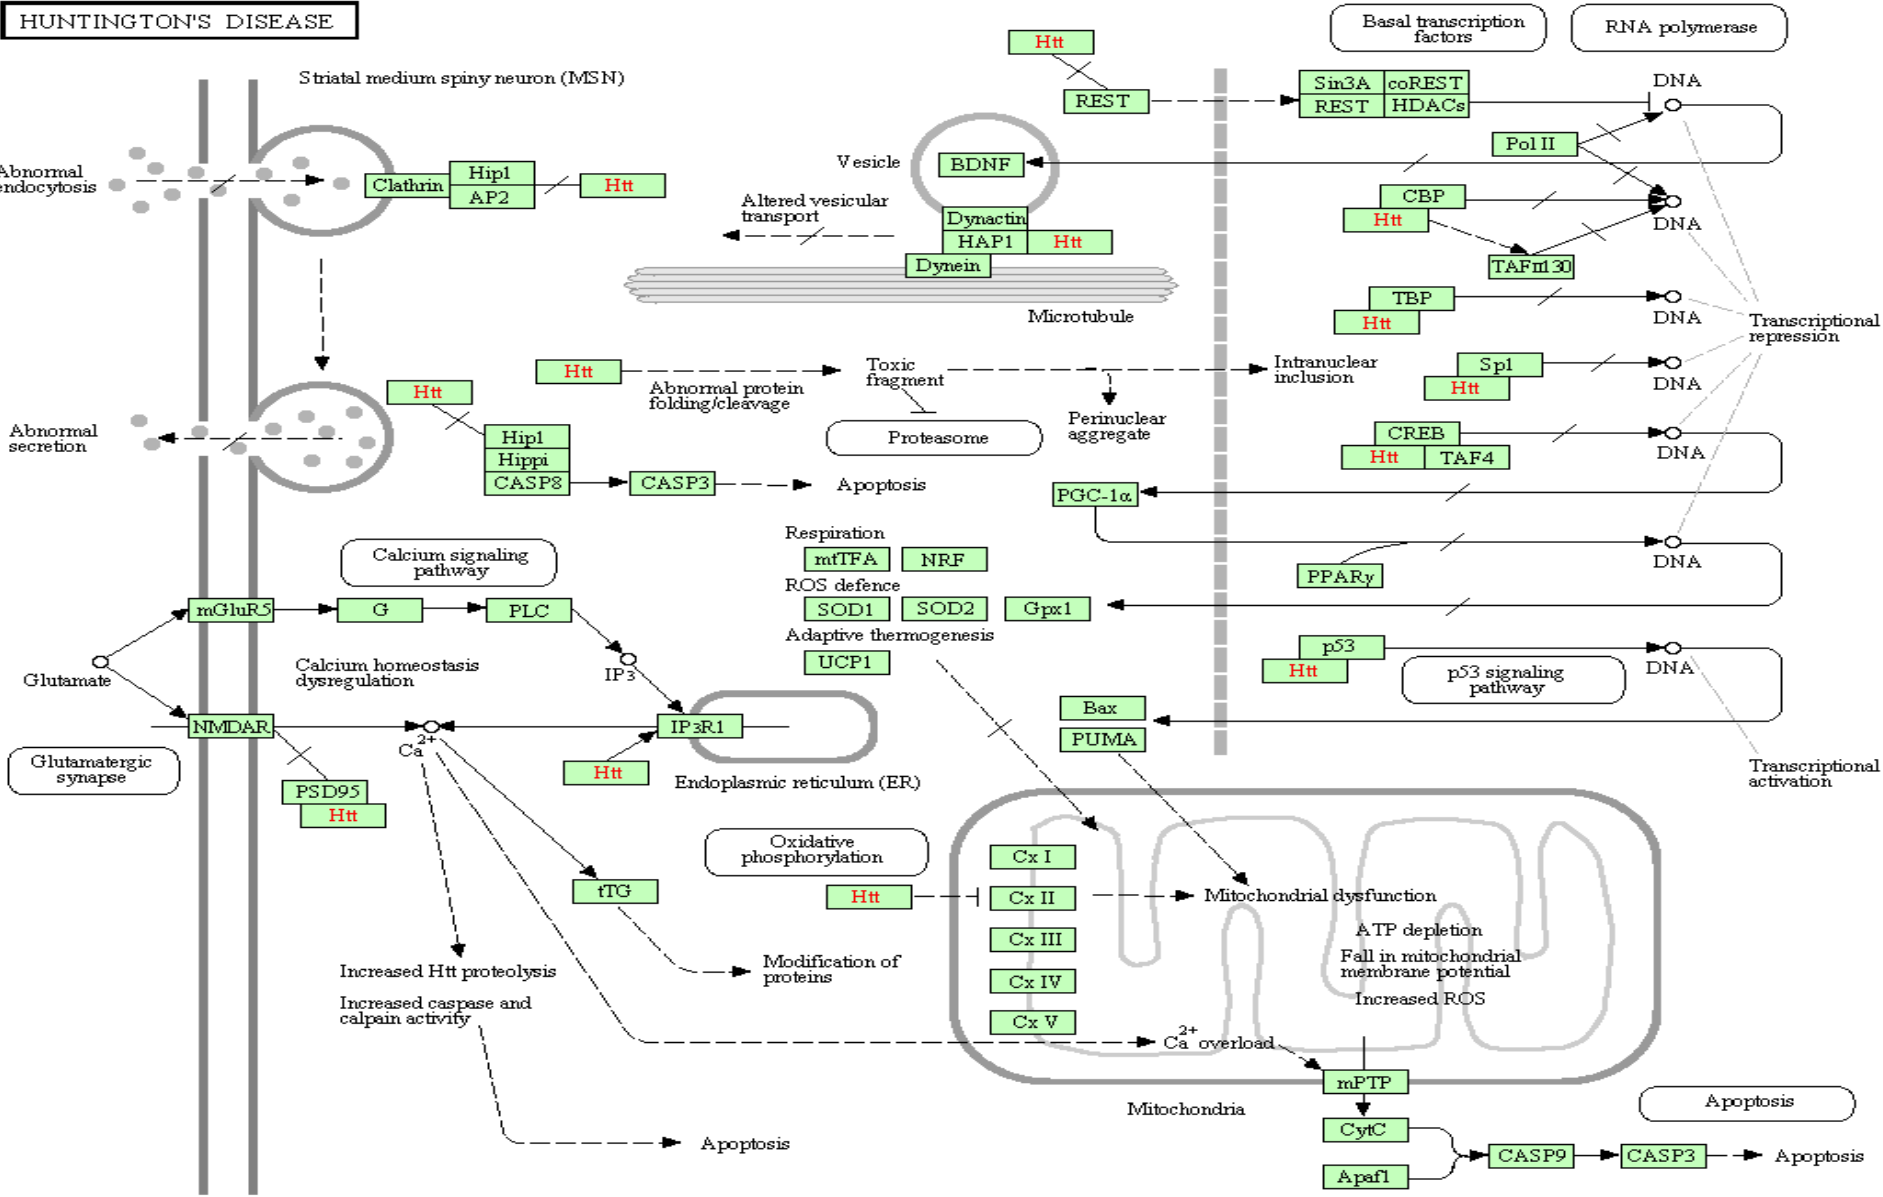 HUNTINGTON'S DISEASE
Striatal medium spiny neuron (MSN)
Htt
REST
Basal transcription
factors
RNA polymerase
Sin3A
coREST
REST
HDACs
DNA
Pol II
Abnormal
endocytosis
Clathrin
Hip1
AP2
Htt
Vesicle
BDNF
Altered vesicular
transport
Dynactin
HAP1
Htt
Dynein
Microtubule
CBP
Htt
DNA
TAFII130
TBP
Htt
DNA
Transcriptional
repression
Htt
Abnormal protein
folding/cleavage
Toxic
fragment
Intranuclear
inclusion
Perinuclear
aggregate
Proteasome
Sp1
Htt
DNA
Abnormal
secretion
Htt
Hip1
Hippi
CASP8
CASP3
Apoptosis
CREB
Htt
TAF4
DNA
PGC-1α
PPARγ
DNA
Calcium signaling
pathway
Respiration
mtTFA
NRF
ROS defence
SOD1
SOD2
Gpx1
Adaptive thermogenesis
UCP1
mGluR5
G
PLC
IP3
Glutamate
Calcium homeostasis
dysregulation
NMDAR
Ca2+
IP3R1
Htt
Endoplasmic reticulum (ER)
Glutamatergic
synapse
PSD95
Htt
p53
Htt
DNA
p53 signaling
pathway
Bax
PUMA
Transcriptional
activation
Oxidative
phosphorylation
Htt
tTG
Cx I
Cx II
Cx III
Cx IV
Cx V
Mitochondrial dysfunction
ATP depletion
Fall in mitochondrial
membrane potential
Increased ROS
Increased Htt proteolysis
Increased caspase and
calpain activity
Modification of
proteins
Ca2+ overload
mPTP
Mitochondria
Apoptosis
CytC
Apaf1
CASP9
CASP3
Apoptosis
Apoptosis